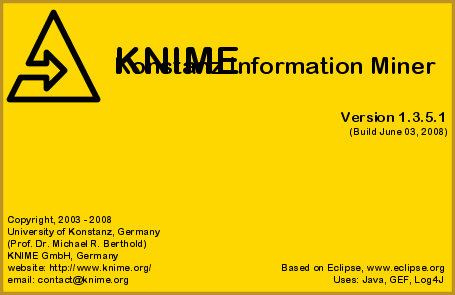 KNIME
Konstanz Information Miner
Version 1.3.5.1
(Build June 03, 2008)
Copyright, 2003 - 2008
University of Konstanz, Germany
(Prof. Dr. Michael R. Berthold)
KNIME GmbH, Germany
website: http://www.knime.org/
email: contact@knime.org
Based on Eclipse, www.eclipse.org
Uses: Java, GEF, Log4J